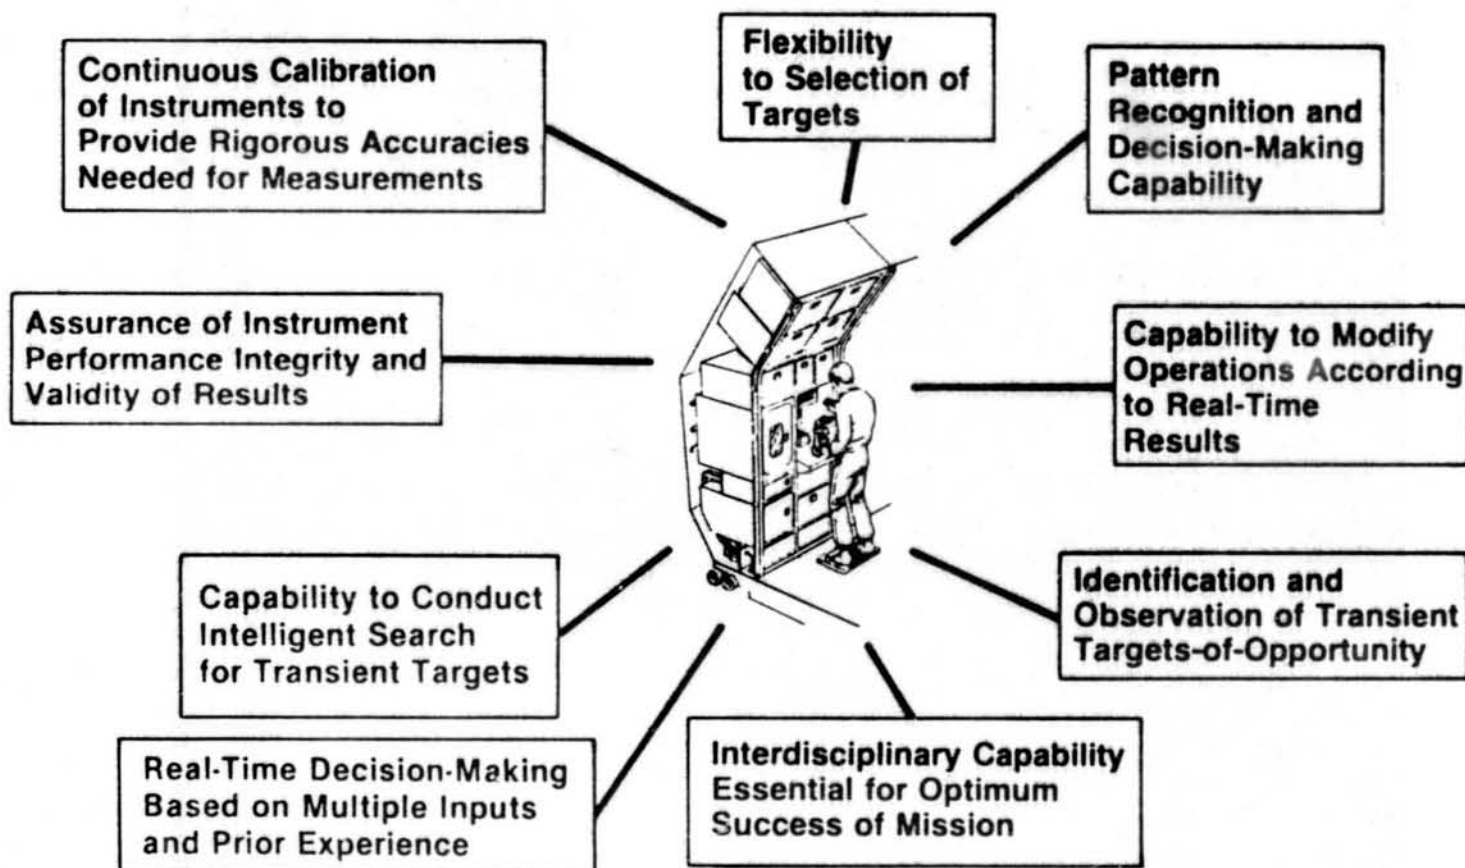 Continuous Calibration
of Instruments to
Provide Rigorous Accuracies
Needed for Measurements
Flexibility
to Selection of
Targets
Pattern
Recognition and
Decision-Making
Capability
Assurance of Instrument
Performance Integrity and
Validity of Results
Capability to Modify
Operations According
to Real-Time
Results
Capability to Conduct
Intelligent Search
for Transient Targets
Identification and
Observation of Transient
Targets-of-Opportunity
Real-Time Decision-Making
Based on Multiple Inputs
and Prior Experience
Interdisciplinary Capability
Essential for Optimum
Success of Mission